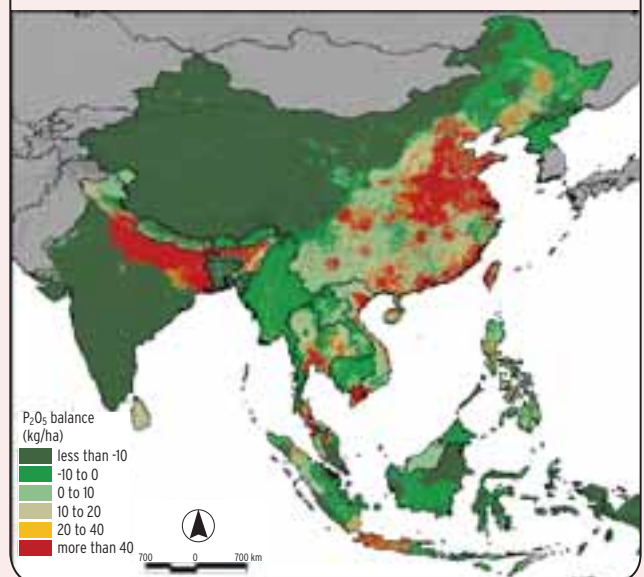 P₂O₅ balance
(kg/ha)
less than -10
-10 to 0
0 to 10
10 to 20
20 to 40
more than 40
700 0 700 km